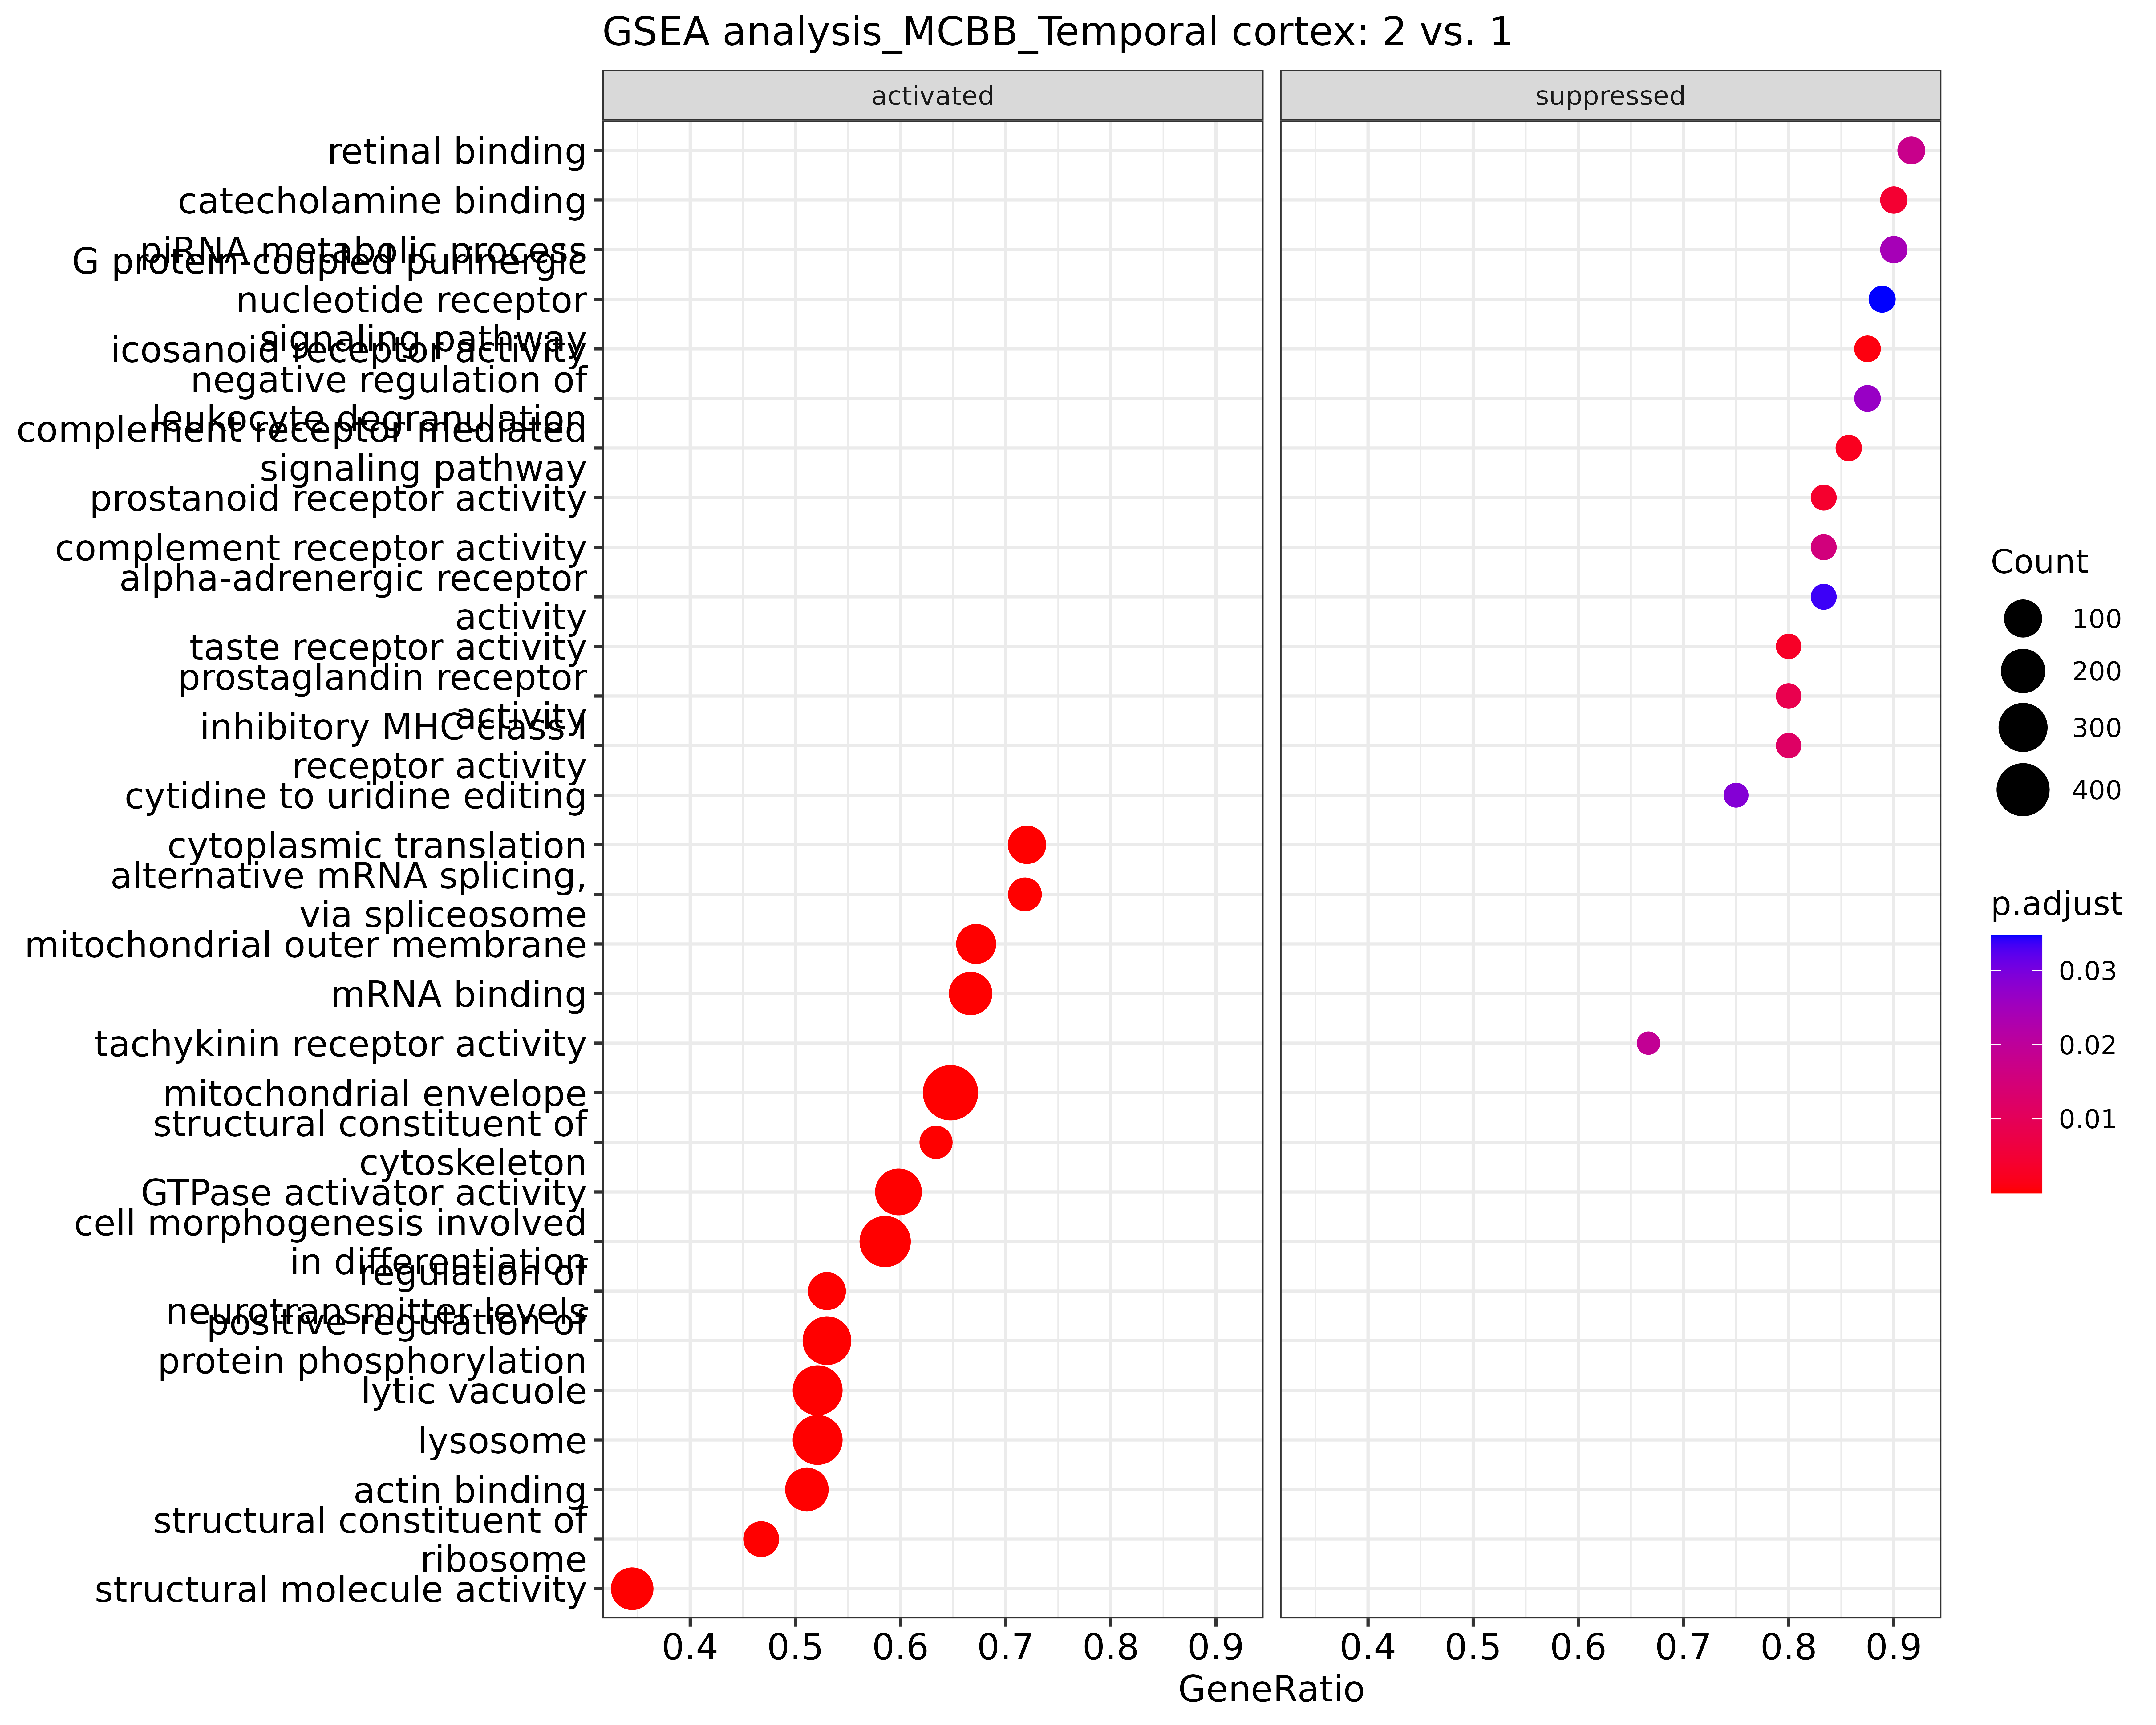 GSEA analysis_MCBB_Temporal cortex: 2 vs. 1
activated
suppressed
retinal binding
catecholamine binding
piRNA metabolic process
G protein-coupled purinergic
nucleotide receptor
signaling pathway
icosanoid receptor activity
negative regulation of
leukocyte degranulation
complement receptor mediated
signaling pathway
prostanoid receptor activity
complement receptor activity
alpha-adrenergic receptor
activity
taste receptor activity
prostaglandin receptor
activity
inhibitory MHC class I
receptor activity
cytidine to uridine editing
cytoplasmic translation
alternative mRNA splicing,
via spliceosome
mitochondrial outer membrane
mRNA binding
tachykinin receptor activity
mitochondrial envelope
structural constituent of
cytoskeleton
GTPase activator activity
cell morphogenesis involved
in differentiation
regulation of
neurotransmitter levels
positive regulation of
protein phosphorylation
lytic vacuole
lysosome
actin binding
structural constituent of
ribosome
structural molecule activity
0.4 0.5 0.6 0.7 0.8 0.9
0.4 0.5 0.6 0.7 0.8 0.9
GeneRatio
Count
100
200
300
400
p.adjust
0.03
0.02
0.01